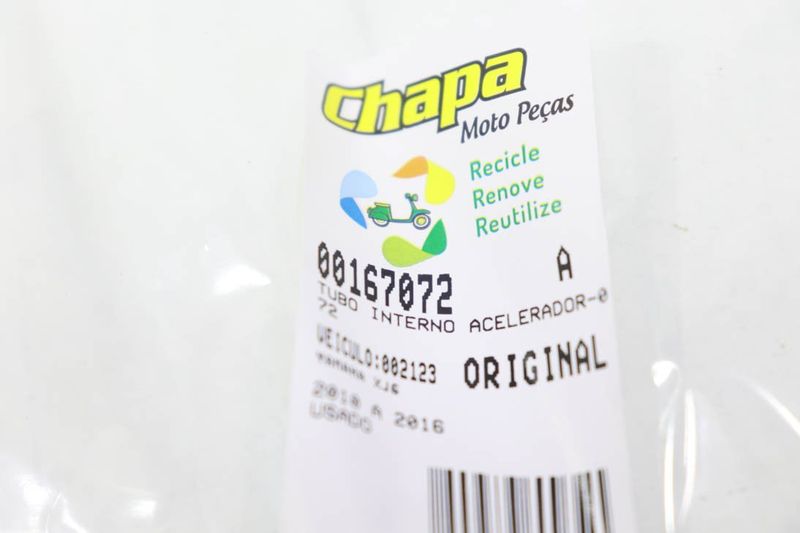 Chapa
Moto Peças
Recicle
Renove
Reutilize
00167072 A
TUBO INTERNO ACELERADOR-0
72
VEICULO:002123 ORIGINAL
YAMAHA XJ6
2010 A 2016
USADO